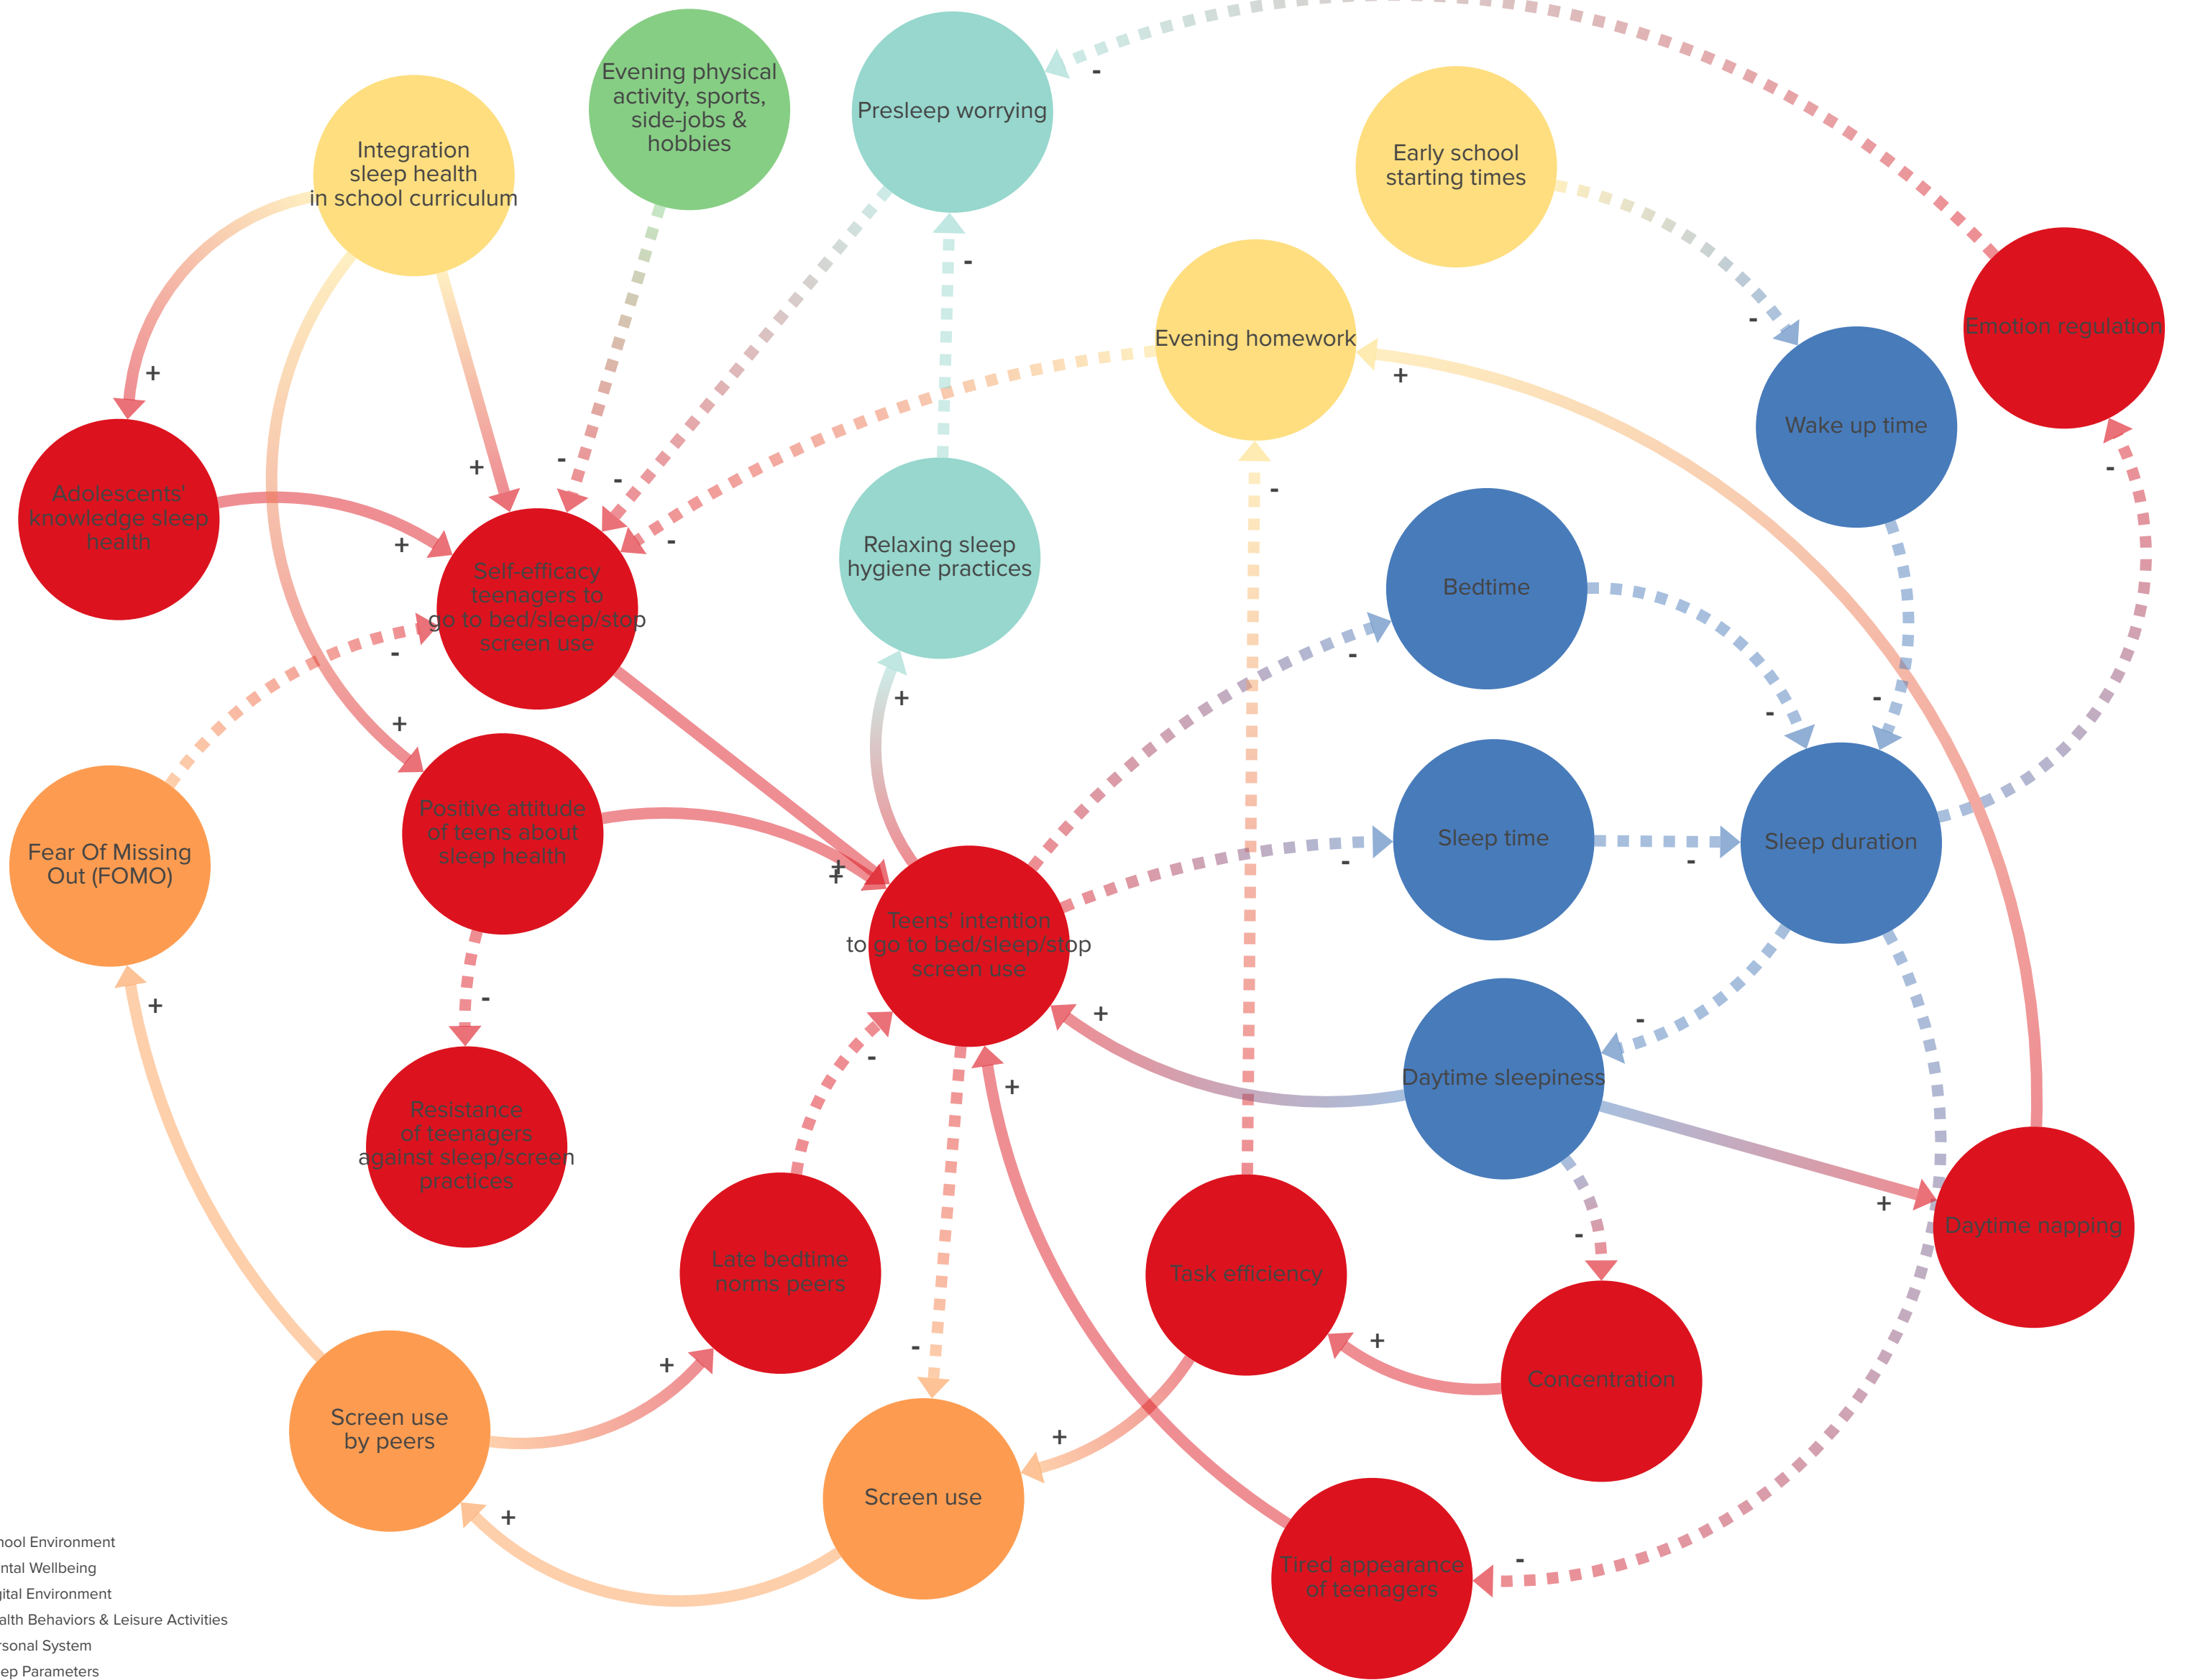 Evening physical
activity, sports,
side-jobs &
hobbies
Presleep worrying
-
Integration
sleep health
in school curriculum
Early school
starting times
-
-
Evening homework
+
Emotion regulation
+
Wake up time
-
-
-
+
-
-
Adolescents'
knowledge sleep
health
+
Self-efficacy
teenagers to
go to bed/sleep/stop
screen use
Relaxing sleep
hygiene practices
Bedtime
-
-
+
+
-
-
Positive attitude
of teens about
sleep health
Fear Of Missing
Out (FOMO)
+
+
Sleep time
-
-
Sleep duration
Teens' intention
to go to bed/sleep/stop
screen use
+
-
+
-
-
+
Daytime sleepiness
Resistance
of teenagers
against sleep/screen
practices
+
-
Daytime napping
Late bedtime
norms peers
Task efficiency
+
-
+
Concentration
Screen use
by peers
+
Screen use
+
-
Tired appearance
of teenagers
hool Environment
ntal Wellbeing
gital Environment
alth Behaviors & Leisure Activities
rsonal System
ep Parameters